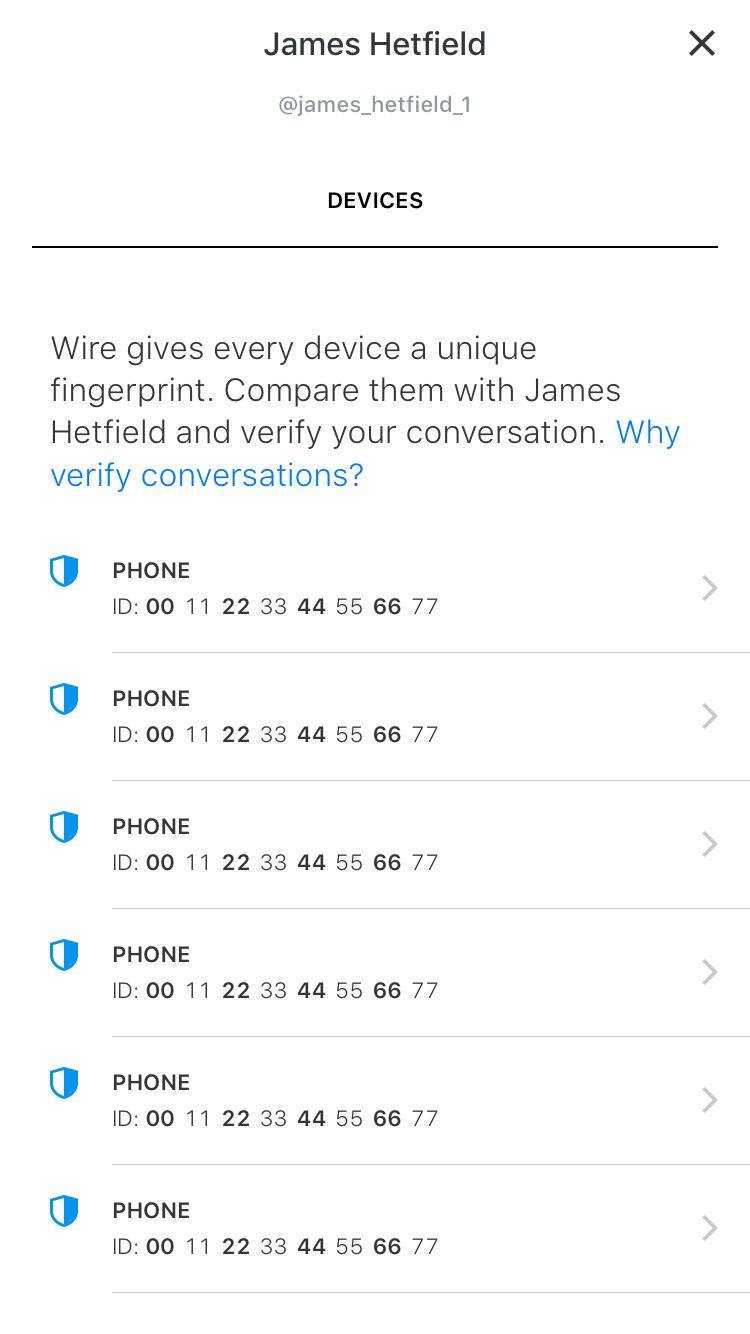 James Hetfield
@james_hetfield_1
DEVICES
Wire gives every device a unique
fingerprint. Compare them with James
Hetfield and verify your conversation. Why
verify conversations?
PHONE
ID: 00 11 22 33 44 55 66 77
PHONE
ID: 00 11 22 33 44 55 66 77
PHONE
ID: 00 11 22 33 44 55 66 77
PHONE
ID: 00 11 22 33 44 55 66 77
PHONE
ID: 00 11 22 33 44 55 66 77
PHONE
ID: 00 11 22 33 44 55 66 77